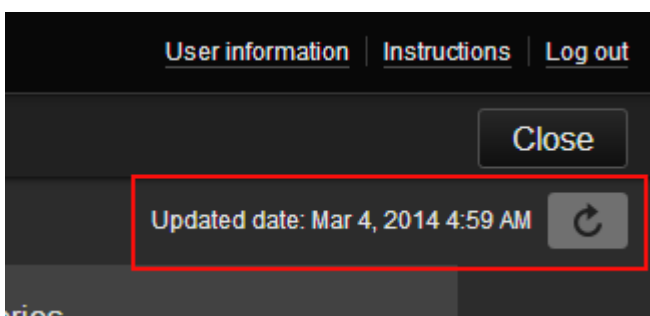 User information | Instructions | Log out
Close
Updated date: Mar 4, 2014 4:59 AM